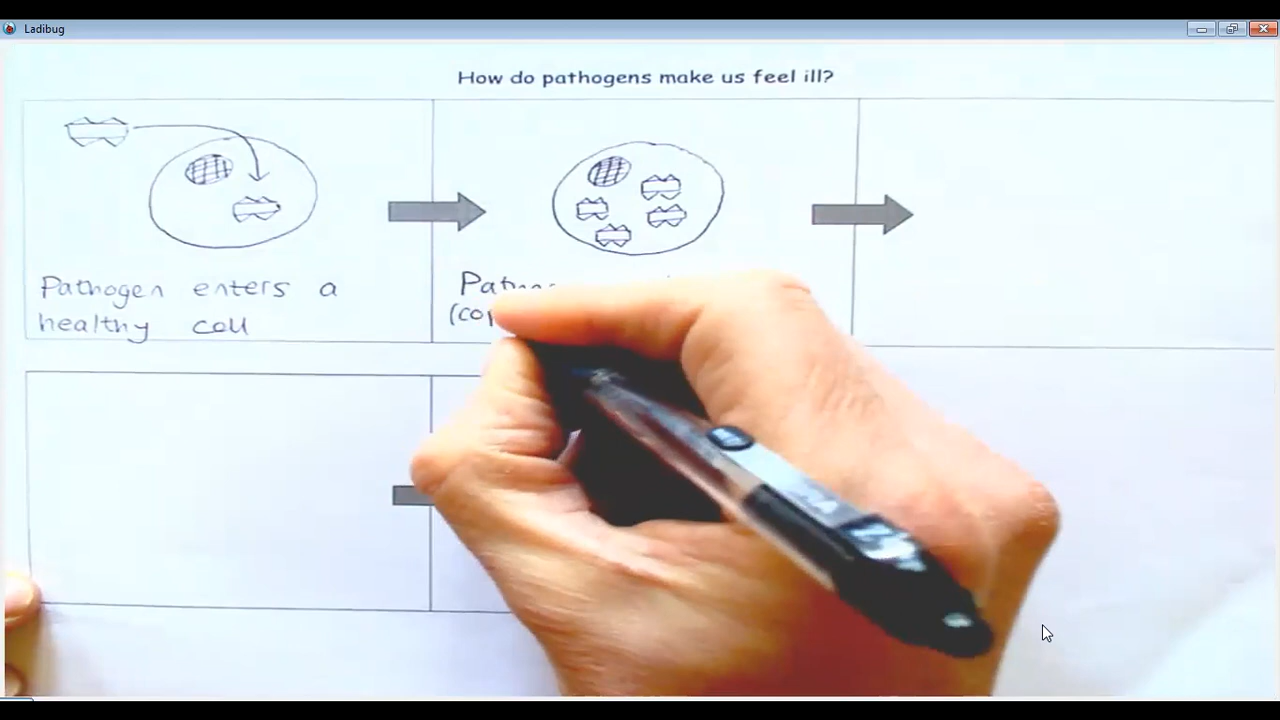 Ladibug
How do pathogens make us feel ill?
Pathogen enters a
healthy cell